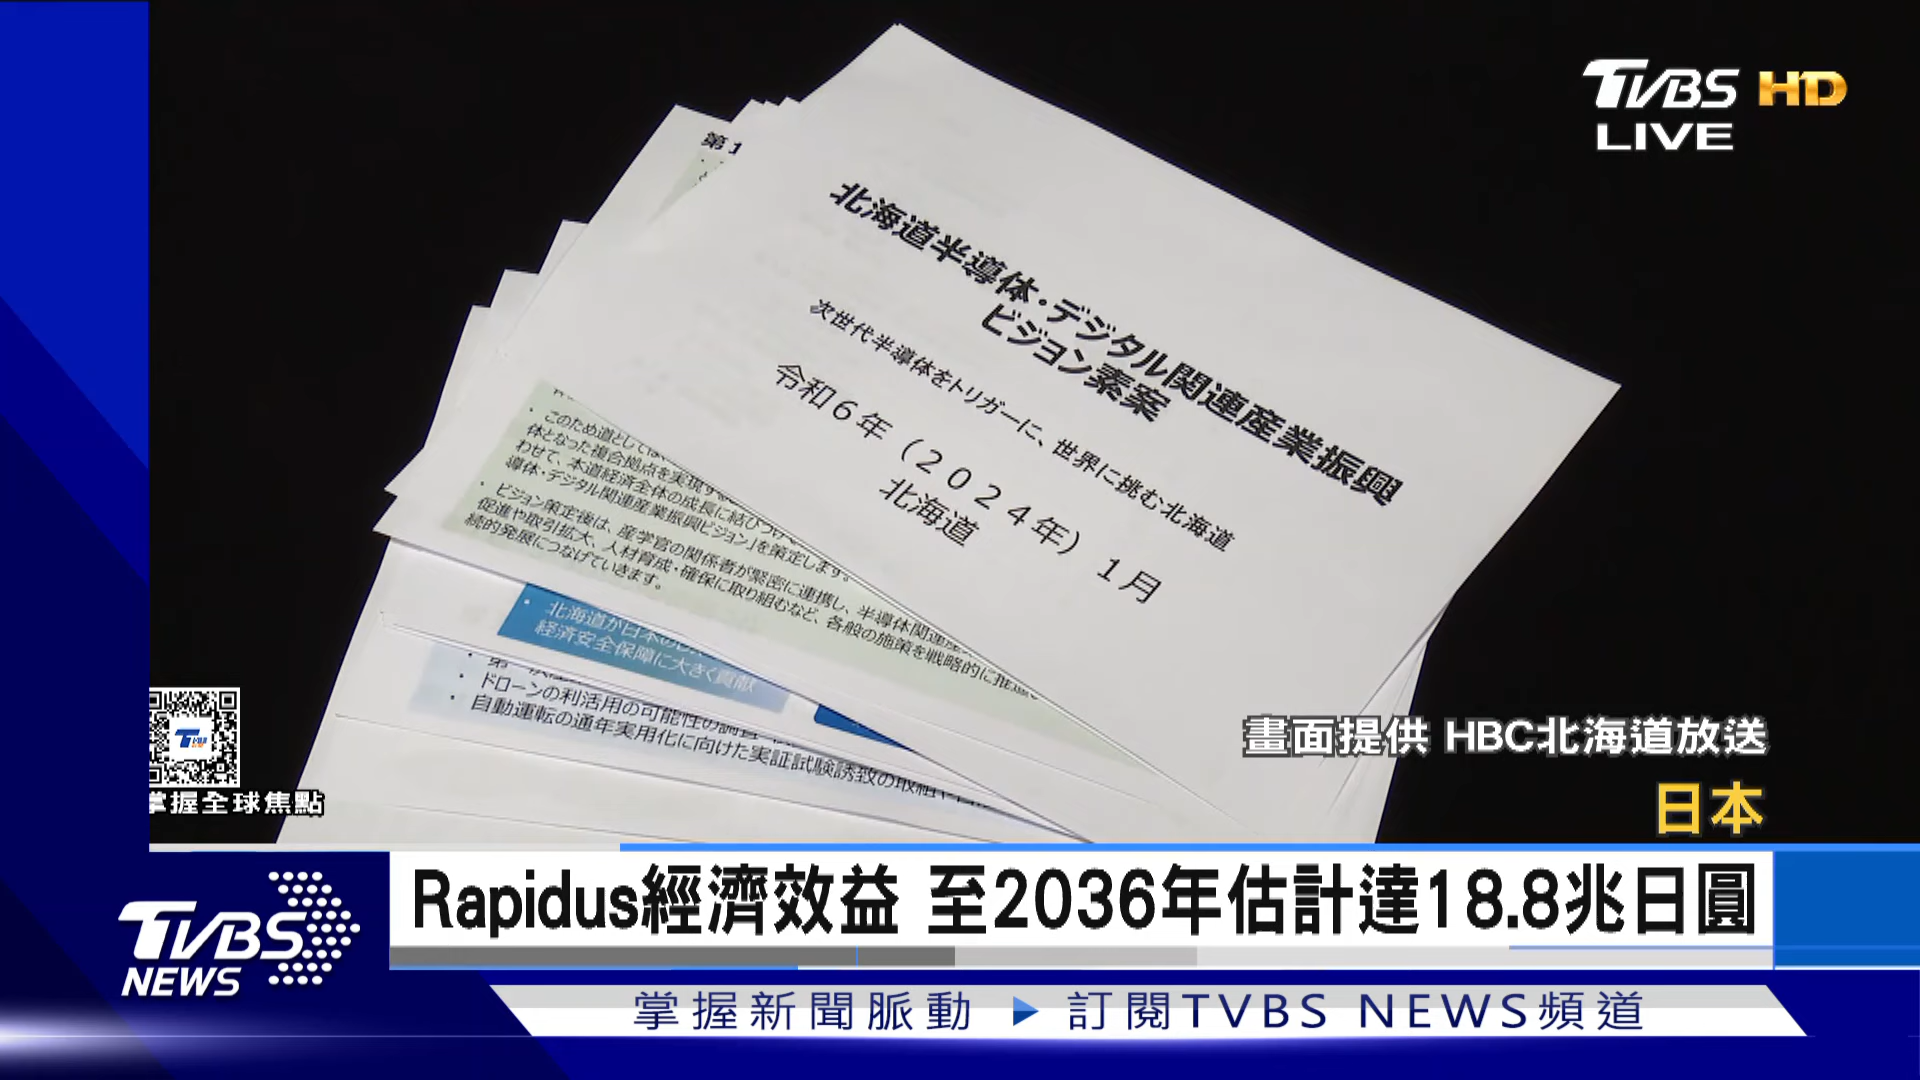 TVBS HD
LIVE
第1
北海道半導体・デジタル関連産業振興
ビジョン素案
次世代半導体をトリガーに、世界に挑む北海道
令和6年（2024年）1月
北海道
・このため道としては、
体となった複合拠点を実現する
わせて、本道経済全体の成長に結びつけ
導体・デジタル関連産業振興ビジョン」を策定します。
・ビジョン策定後は、産学官の関係者が緊密に連携し、半導体関連産
促進や取引拡大、人材育成・確保に取り組むなど、各般の施策を戦略的に推進
続的発展につなげていきます。
・北海道が日本の
経済安全保障に大きく貢献
・ドローンの利活用の可能性の調査
・自動運転の通年実用化に向けた実証試験誘致の取組
畫面提供 HBC北海道放送
TVBS
掌握全球焦點
日本
Rapidus經濟效益 至2036年估計達18.8兆日圓
TVBS
NEWS
掌握新聞脈動 ▶ 訂閱TVBS NEWS頻道